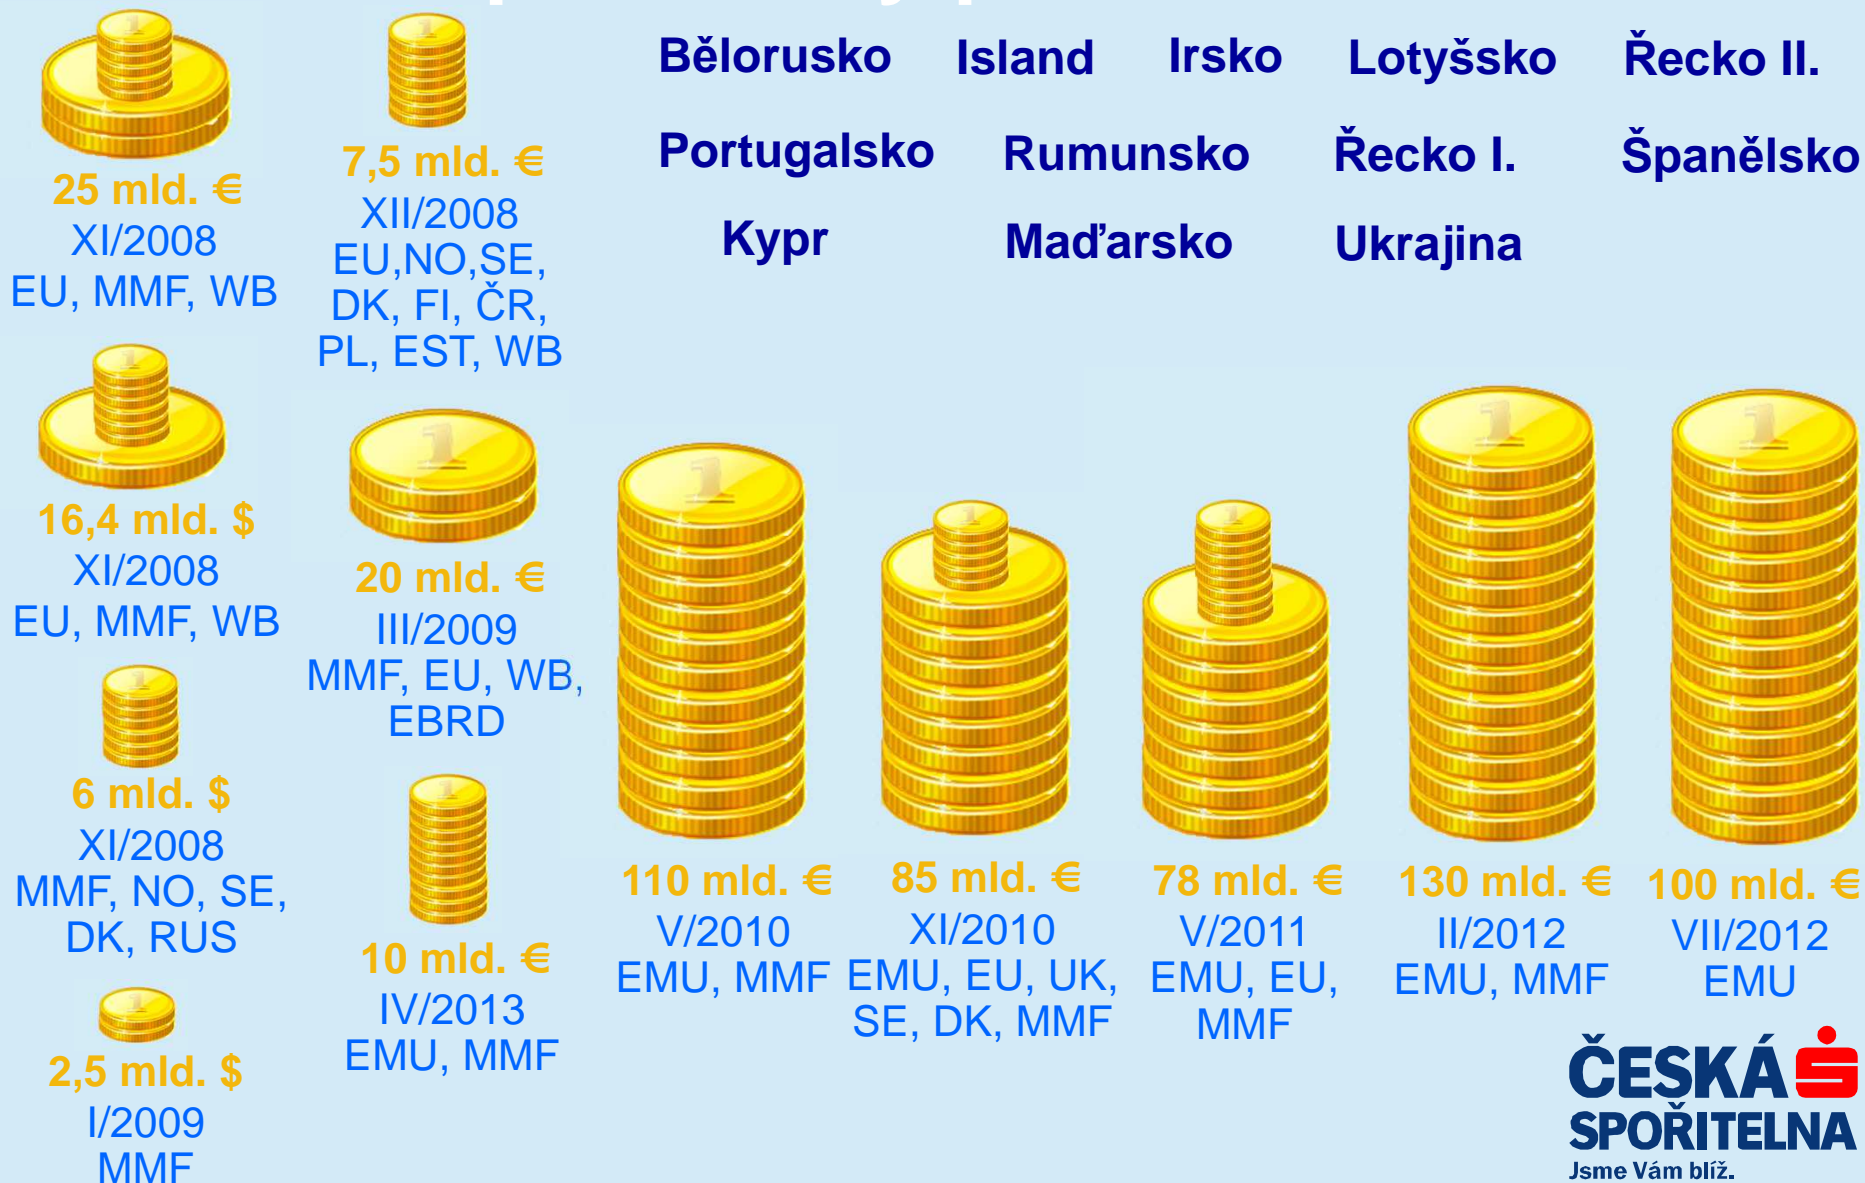 Bělorusko Island Irsko Lotyšsko Řecko II.
Portugalsko Rumunsko Řecko I. Španělsko
Kypr Maďarsko Ukrajina
25 mld. €
XI/2008
EU, MMF, WB
7,5 mld. €
XII/2008
EU,NO,SE,
DK, FI, ČR,
PL, EST, WB
16,4 mld. $
XI/2008
EU, MMF, WB
20 mld. €
III/2009
MMF, EU, WB,
EBRD
6 mld. $
XI/2008
MMF, NO, SE,
DK, RUS
10 mld. €
IV/2013
EMU, MMF
2,5 mld. $
I/2009
MMF
110 mld. €
V/2010
EMU, MMF
85 mld. €
XI/2010
EMU, EU, UK,
SE, DK, MMF
78 mld. €
V/2011
EMU, EU,
MMF
130 mld. €
II/2012
EMU, MMF
100 mld. €
VII/2012
EMU
ČESKÁ
SPOŘITELNA
Jsme Vám blíž.